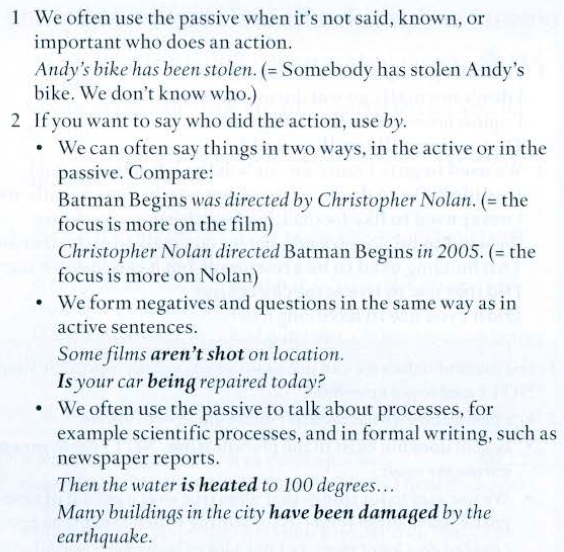 1 We often use the passive when it's not said, known, or
important who does an action.
Andy's bike has been stolen. (= Somebody has stolen Andy's
bike. We don't know who.)
2 If you want to say who did the action, use by.
• We can often say things in two ways, in the active or in the
passive. Compare:
Batman Begins was directed by Christopher Nolan. (= the
focus is more on the film)
Christopher Nolan directed Batman Begins in 2005. (= the
focus is more on Nolan)
• We form negatives and questions in the same way as in
active sentences.
Some films aren't shot on location.
Is your car being repaired today?
• We often use the passive to talk about processes, for
example scientific processes, and in formal writing, such as
newspaper reports.
Then the water is heated to 100 degrees…
Many buildings in the city have been damaged by the
earthquake.